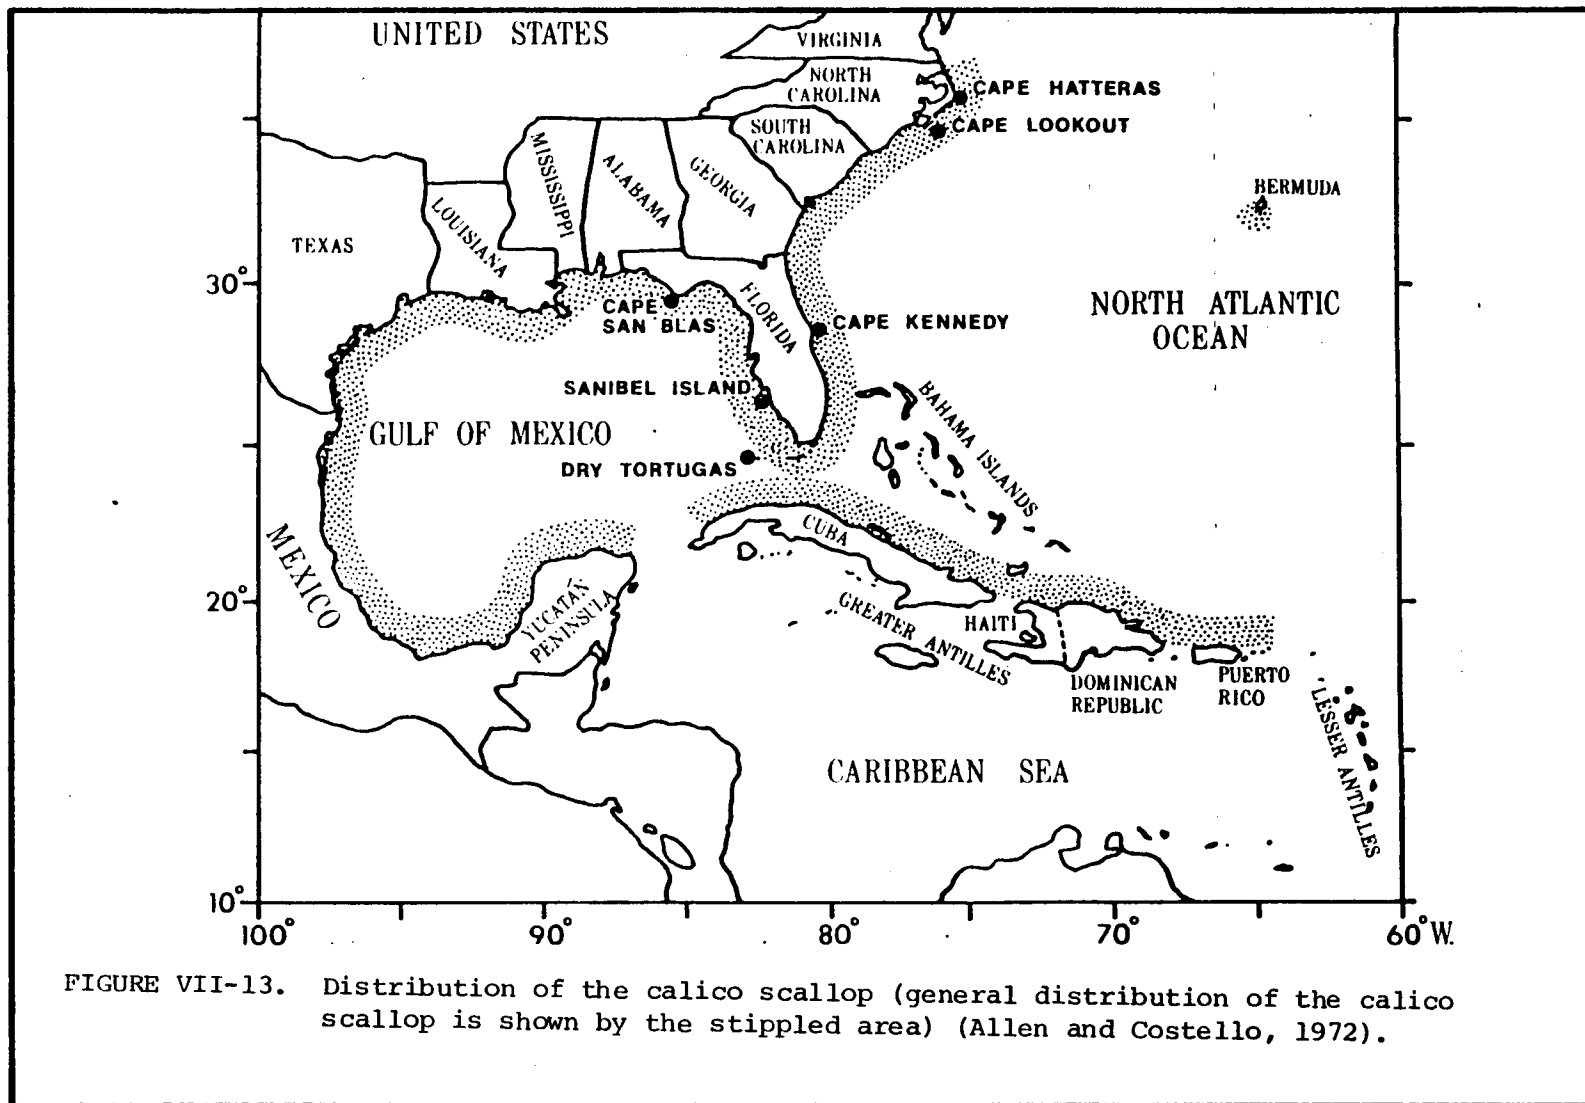 UNITED STATES
VIRGINIA
NORTH
CAROLINA
CAPE HATTERAS
SOUTH
CAROLINA
CAPE LOOKOUT
MISSISSIPPI
ALABAMA
GEORGIA
BERMUDA
LOUISIANA
TEXAS
30°
CAPE
SAN BLAS
FLORIDA
CAPE KENNEDY
NORTH ATLANTIC
OCEAN
SANIBEL ISLAND
BAHAMA ISLANDS
GULF OF MEXICO
DRY TORTUGAS
CUBA
MEXICO
20°
YUCATÁN
PENINSULA
GREATER ANTILLES
HAITI
DOMINICAN
REPUBLIC
PUERTO
RICO
LESSER ANTILLES
CARIBBEAN SEA
10°
100° 90° 80° 70° 60° W.
FIGURE VII-13. Distribution of the calico scallop (general distribution of the calico
scallop is shown by the stippled area) (Allen and Costello, 1972).